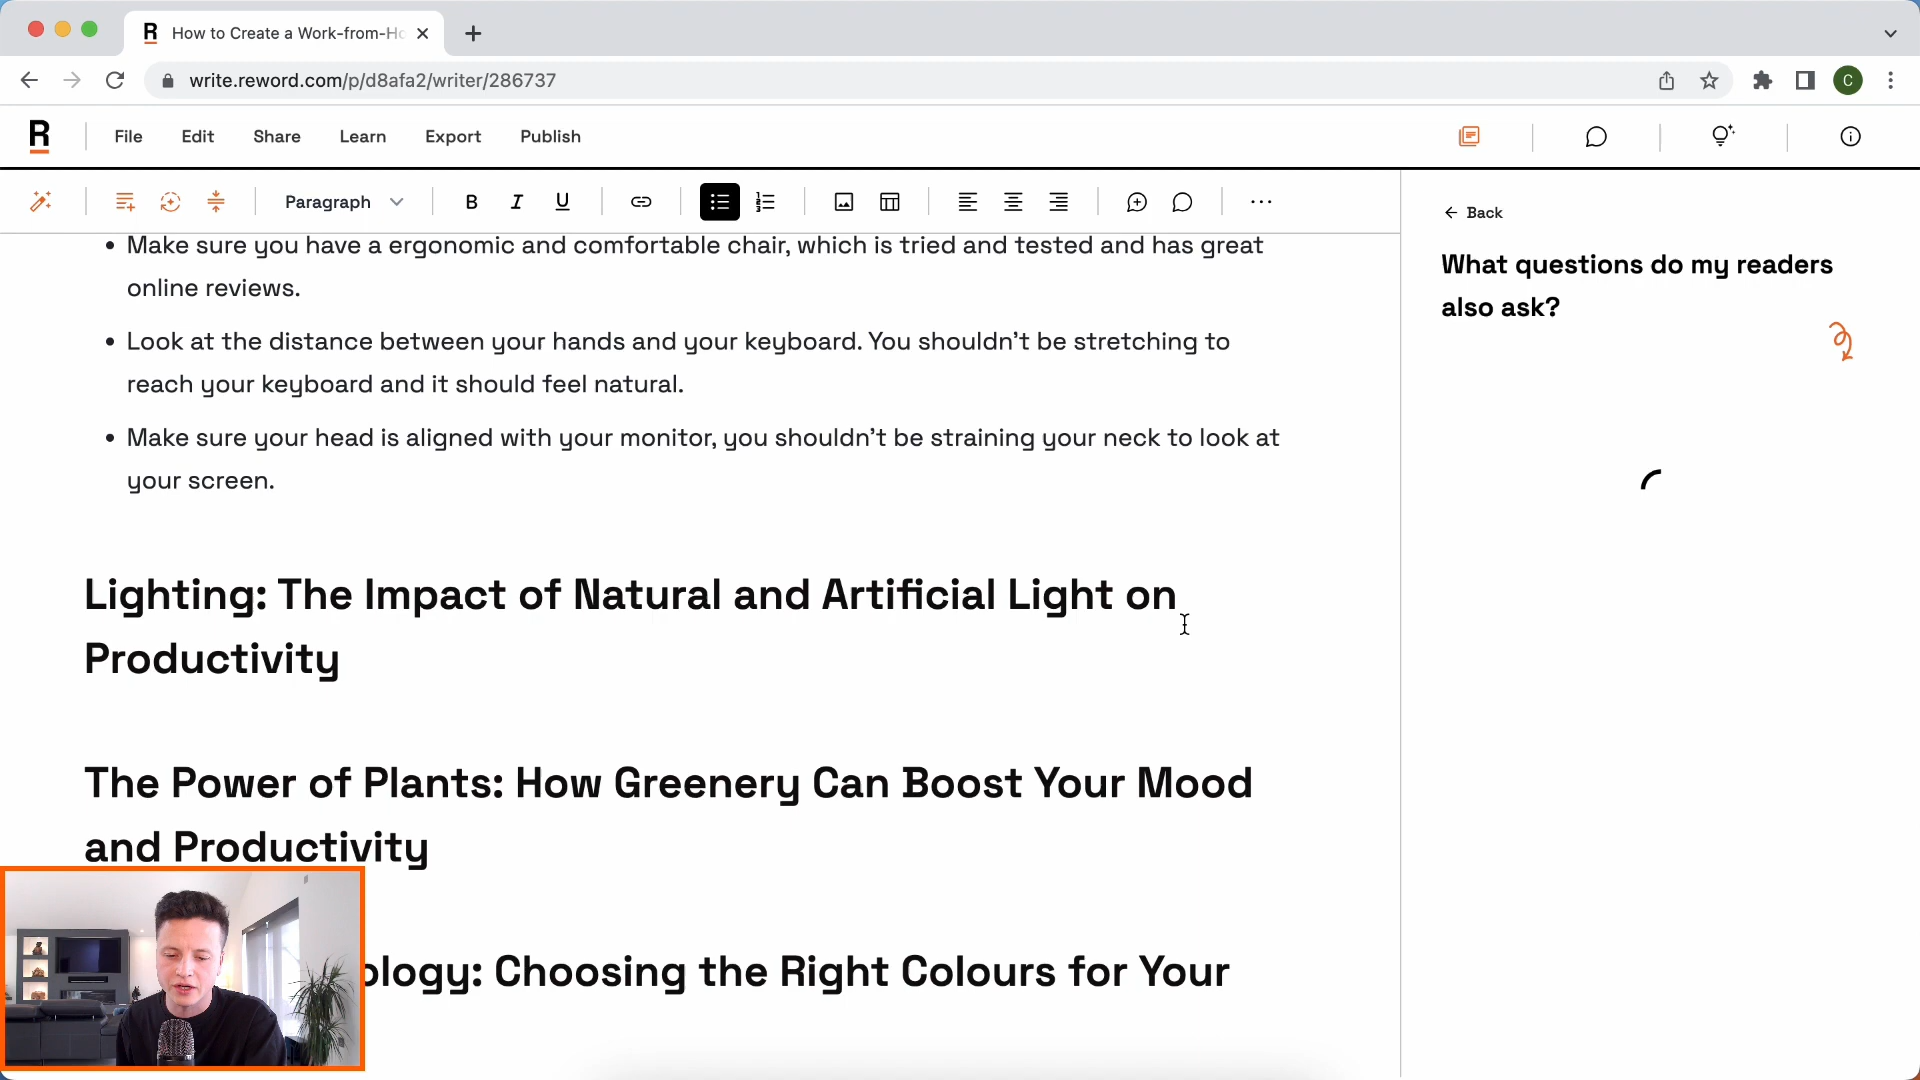 R How to Create a Work-from-Ho
write.reword.com/p/d8afa2/writer/286737
C
R File Edit Share Learn Export Publish
Paragraph B I U
Back
What questions do my readers
also ask?
• Make sure you have a ergonomic and comfortable chair, which is tried and tested and has great
online reviews.
• Look at the distance between your hands and your keyboard. You shouldn’t be stretching to
reach your keyboard and it should feel natural.
• Make sure your head is aligned with your monitor, you shouldn’t be straining your neck to look at
your screen.
Lighting: The Impact of Natural and Artificial Light on
Productivity
The Power of Plants: How Greenery Can Boost Your Mood
and Productivity
ology: Choosing the Right Colours for Your